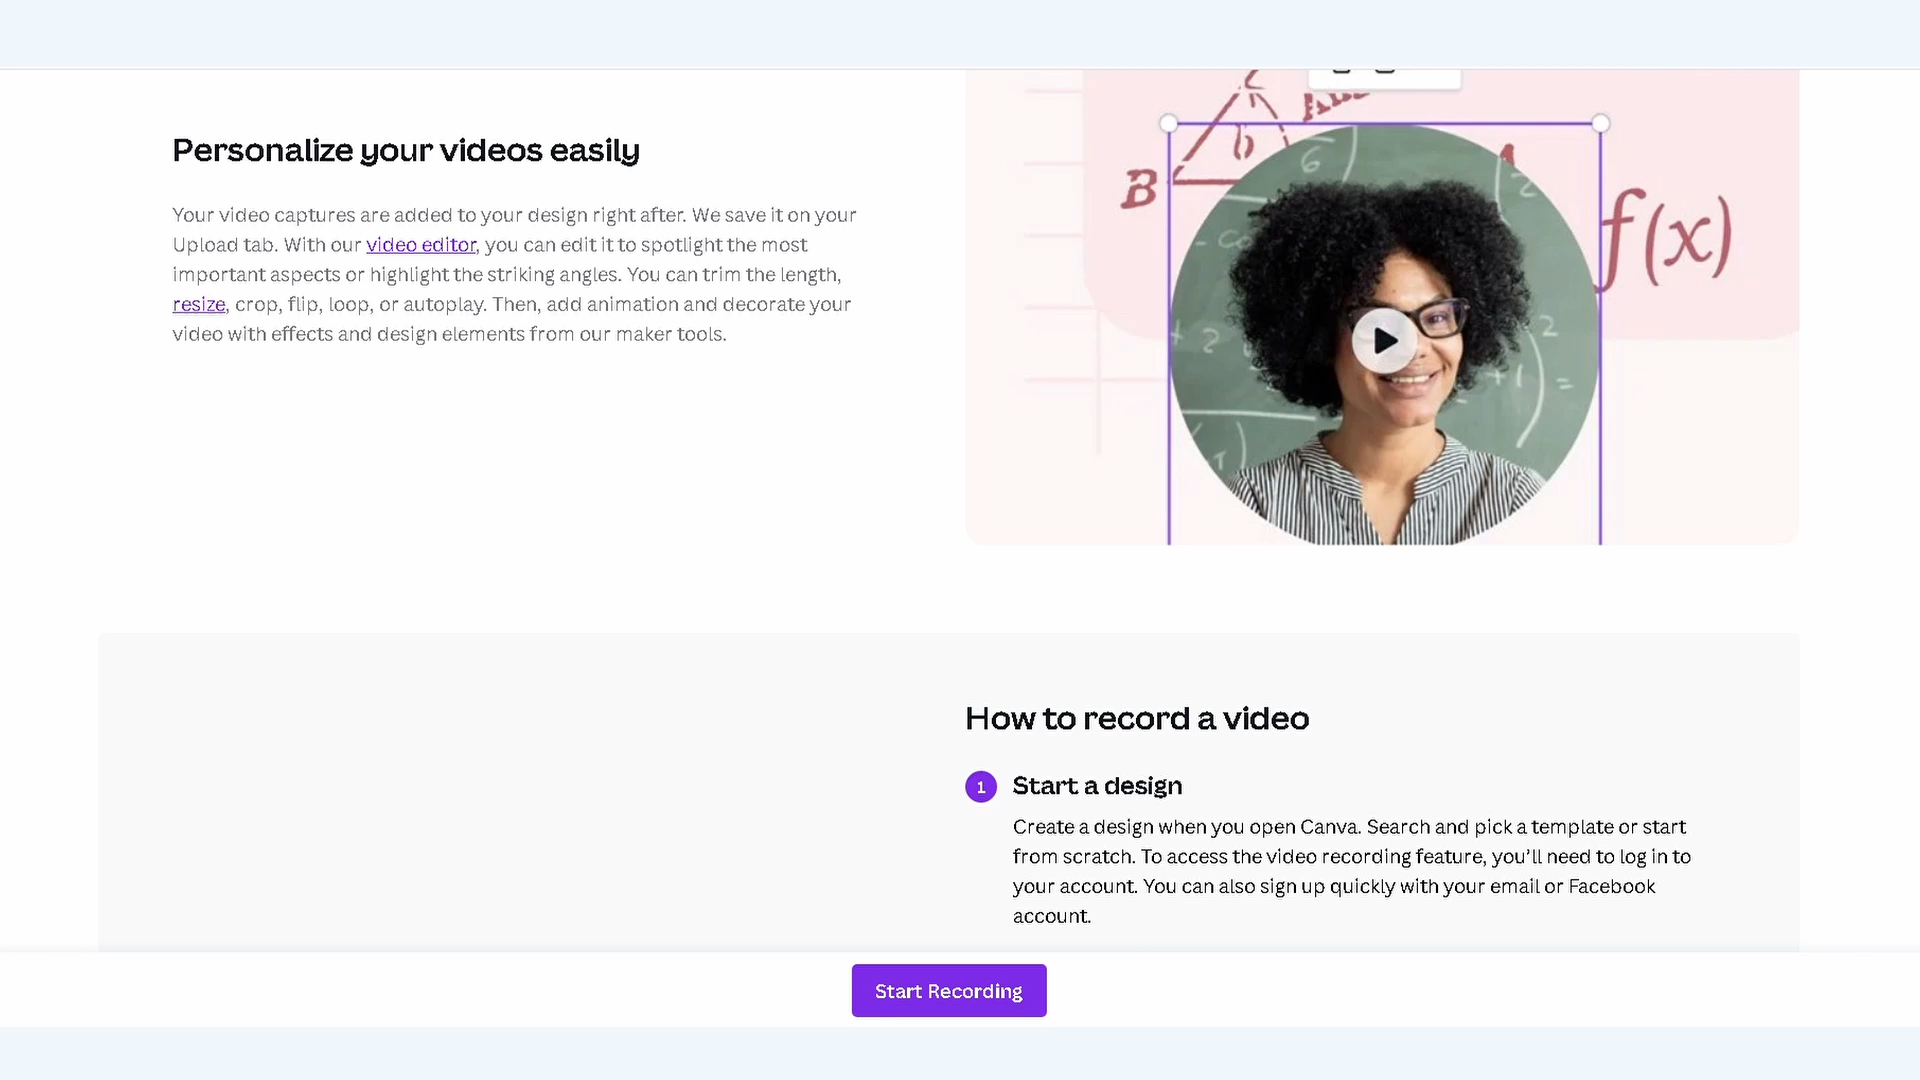 Personalize your videos easily
Your video captures are added to your design right after. We save it on your
Upload tab. With our video editor, you can edit it to spotlight the most
important aspects or highlight the striking angles. You can trim the length,
resize, crop, flip, loop, or autoplay. Then, add animation and decorate your
video with effects and design elements from our maker tools.
B
b
f(x)
How to record a video
1 Start a design
Create a design when you open Canva. Search and pick a template or start
from scratch. To access the video recording feature, you’ll need to log in to
your account. You can also sign up quickly with your email or Facebook
account.
Start Recording